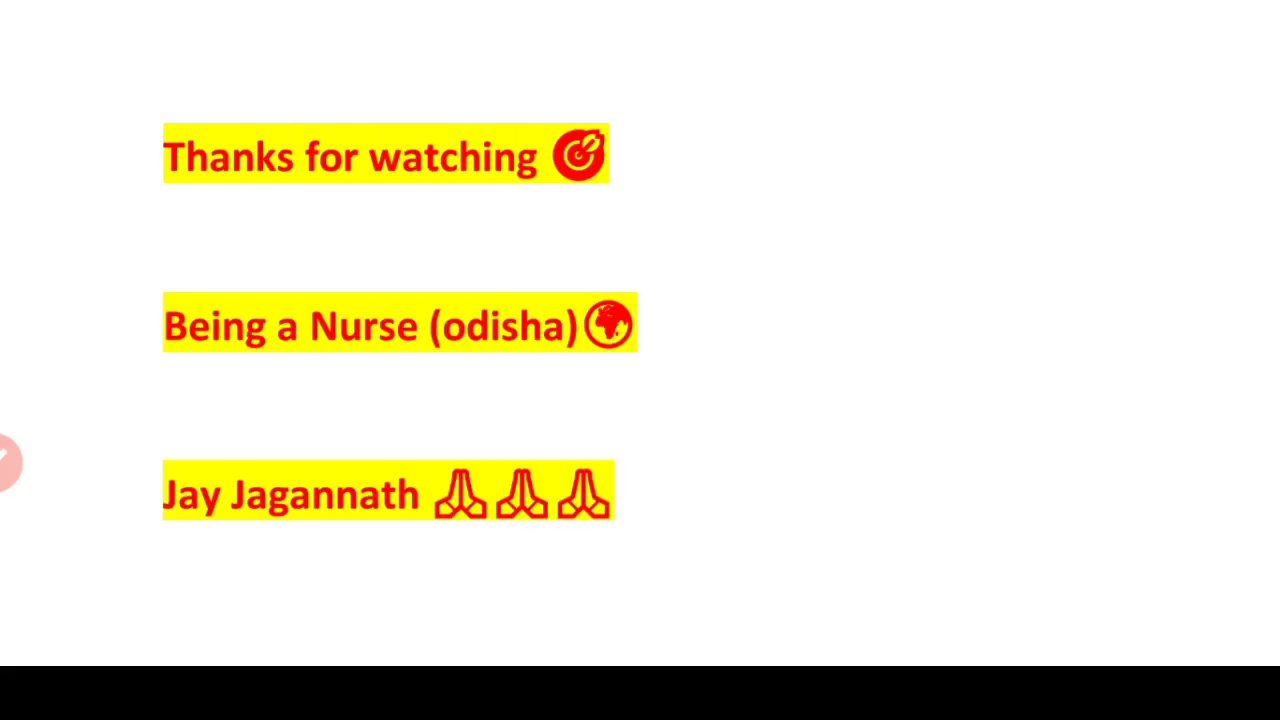 Thanks for watching 🎯
Being a Nurse (odisha)🌍
Jay Jagannath 🙏🙏🙏